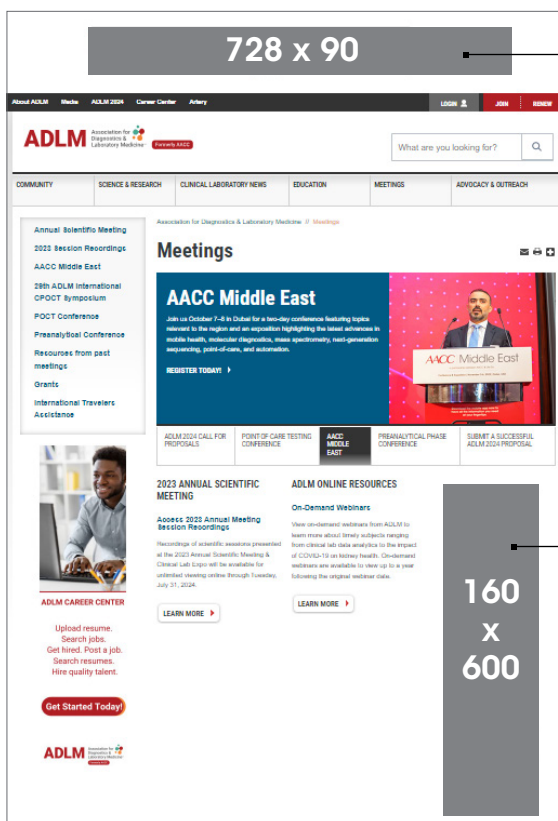 728 x 90
About ADLM Media ADLM 2024 Career Center Artery
LOGIN JOIN RENEW
ADLM Association for Diagnostics & Laboratory Medicine Formerly AACC
What are you looking for?
COMMUNITY SCIENCE & RESEARCH CLINICAL LABORATORY NEWS EDUCATION MEETINGS ADVOCACY & OUTREACH
Association for Diagnostics & Laboratory Medicine // Meetings
Annual Scientific Meeting
2023 Session Recordings
AACC Middle East
29th ADLM International
CPOCT Symposium
POCT Conference
Preanalytical Conference
Resources from past
meetings
Grants
International Travelers
Assistance
Meetings
AACC Middle East
Join us October 7–8 in Dubai for a two-day conference featuring topics
relevant to the region and an exposition highlighting the latest advances in
mobile health, molecular diagnostics, mass spectrometry, next-generation
sequencing, point-of-care, and automation.
REGISTER TODAY!
AACC Middle East
ADLM 2024 CALL FOR
PROPOSALS
POINT OF CARE TESTING
CONFERENCE
AACC
MIDDLE
EAST
PREANALYTICAL PHASE
CONFERENCE
SUBMIT A SUCCESSFUL
ADLM 2024 PROPOSAL
2023 ANNUAL SCIENTIFIC
MEETING
Access 2023 Annual Meeting
Session Recordings
Recordings of scientific sessions presented
at the 2023 Annual Scientific Meeting &
Clinical Lab Expo will be available for
unlimited viewing online through Tuesday,
July 31, 2024.
LEARN MORE
ADLM ONLINE RESOURCES
On-Demand Webinars
View on-demand webinars from ADLM to
learn more about timely subjects ranging
from clinical lab data analytics to the impact
of COVID-19 on kidney health. On-demand
webinars are available to view up to a year
following the original webinar date.
LEARN MORE
160
x
600
ADLM CAREER CENTER
Upload resume.
Search jobs.
Get hired. Post a job.
Search resumes.
Hire quality talent.
Get Started Today!
ADLM Association for Diagnostics & Laboratory Medicine